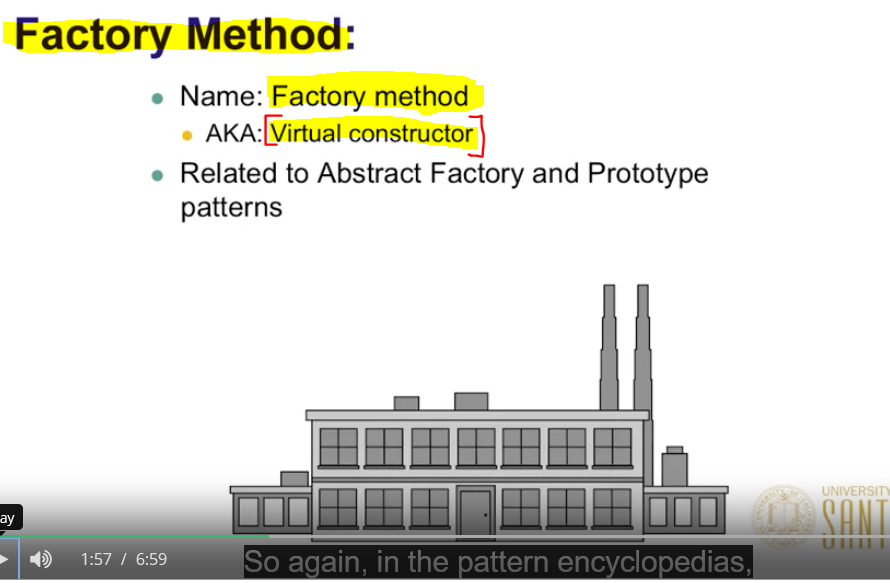 Factory Method:
Name: Factory method
AKA: Virtual constructor
Related to Abstract Factory and Prototype
patterns
UNIVERSITY
SANT
ay
1:57 / 6:59
So again, in the pattern encyclopedias,